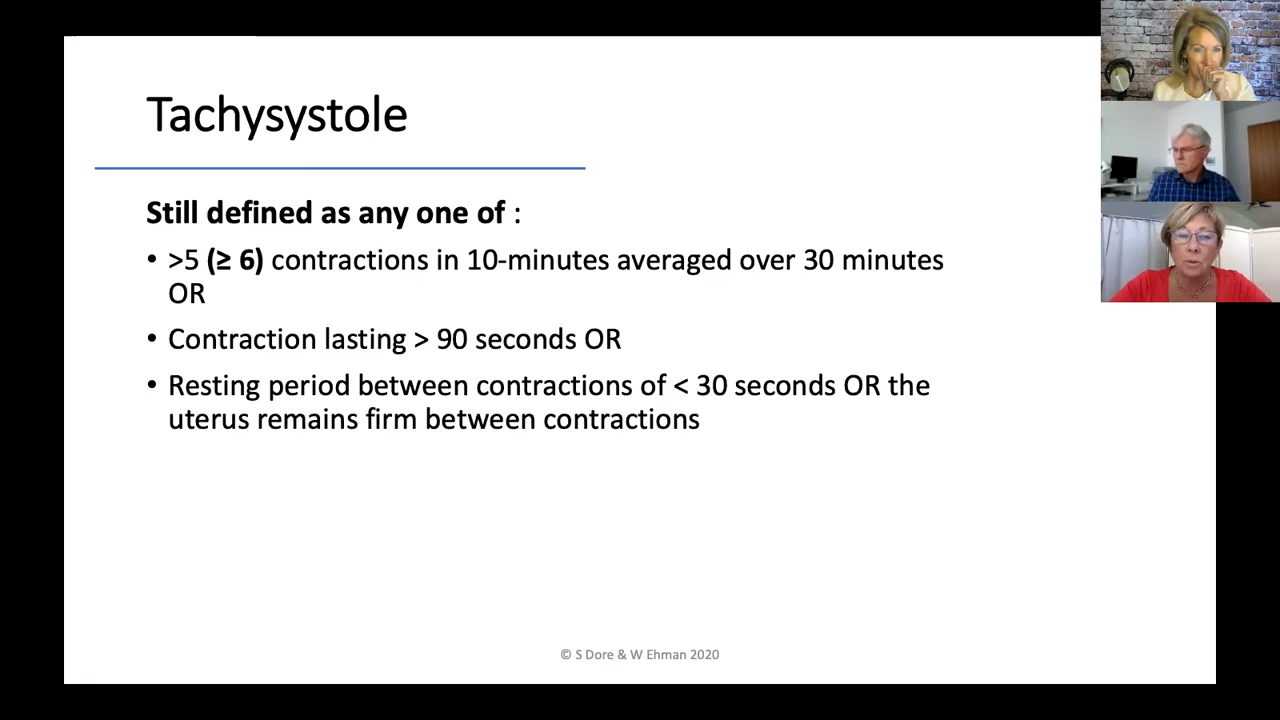 Tachysystole
Still defined as any one of :
• >5 (≥ 6) contractions in 10-minutes averaged over 30 minutes
OR
• Contraction lasting > 90 seconds OR
• Resting period between contractions of < 30 seconds OR the
uterus remains firm between contractions
© S Dore & W Ehman 2020